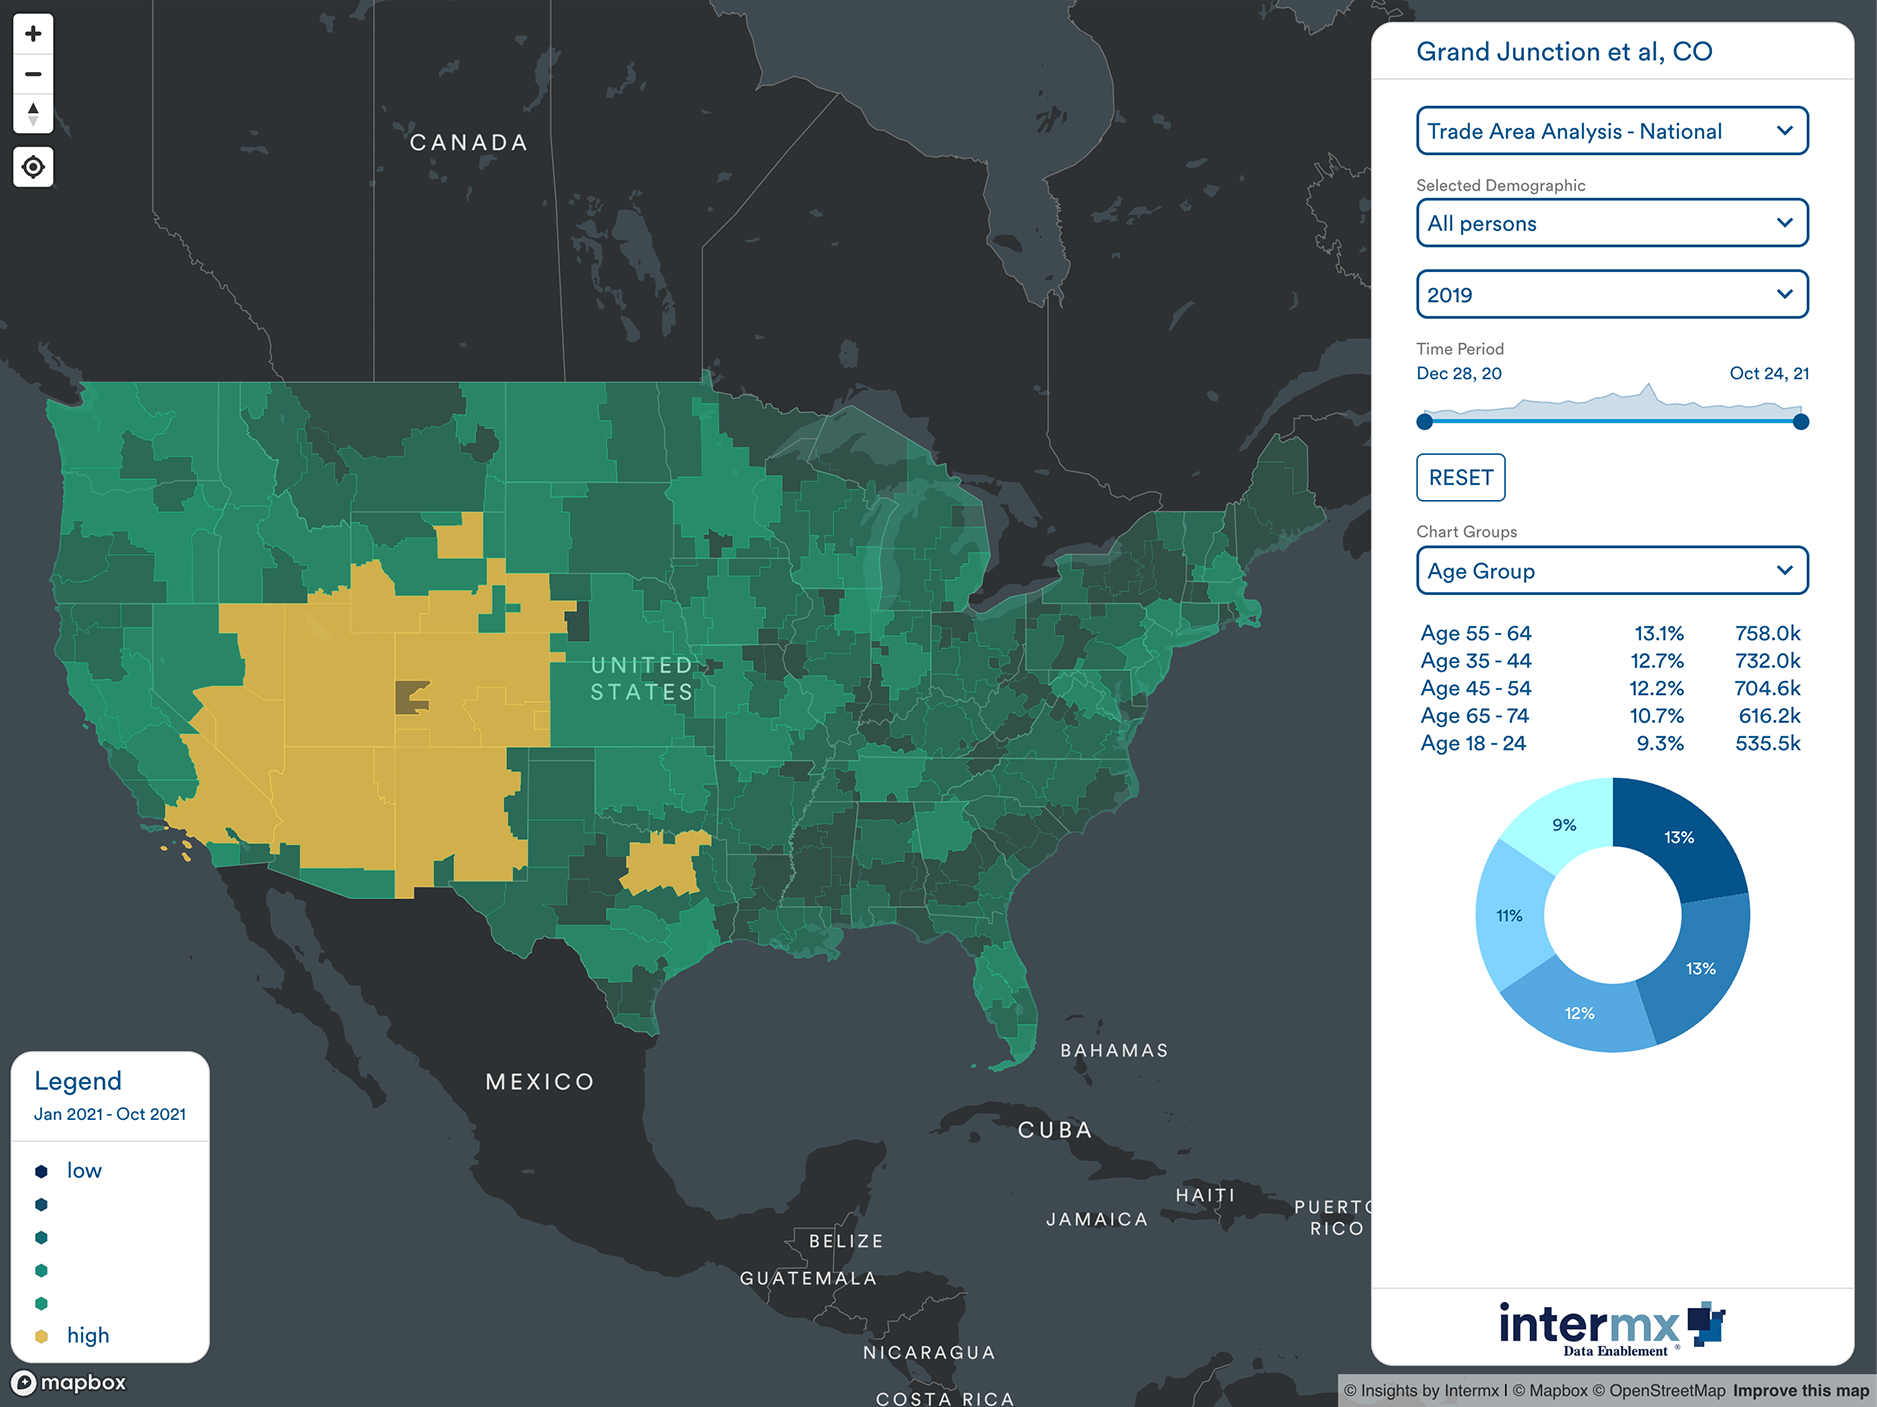 CANADA
UNITED
STATES
MEXICO
BAHAMAS
CUBA
HAITI
JAMAICA
PUERTO
RICO
BELIZE
GUATEMALA
NICARAGUA
COSTA RICA
Legend
Jan 2021 - Oct 2021
low
high
mapbox
Grand Junction et al, CO
Trade Area Analysis - National
Selected Demographic
All persons
2019
Time Period
Dec 28, 20 Oct 24, 21
RESET
Chart Groups
Age Group
Age 55 - 64 13.1% 758.0k
Age 35 - 44 12.7% 732.0k
Age 45 - 54 12.2% 704.6k
Age 65 - 74 10.7% 616.2k
Age 18 - 24 9.3% 535.5k
9%
13%
11%
13%
12%
intermx
Data Enablement ®
© Insights by Intermx | © Mapbox © OpenStreetMap Improve this map